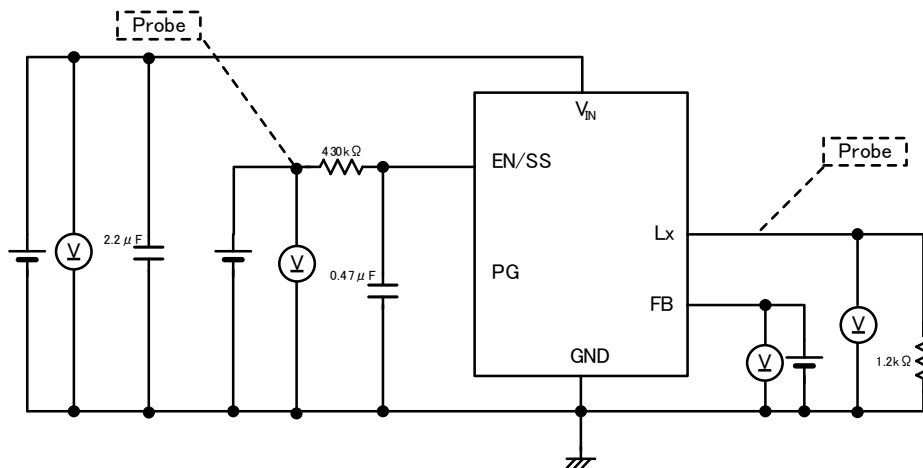 Probe
V_IN
430kΩ
EN/SS
Probe
Lx
V
2.2μF
V
0.47μF
PG
FB
V
V
1.2kΩ
GND